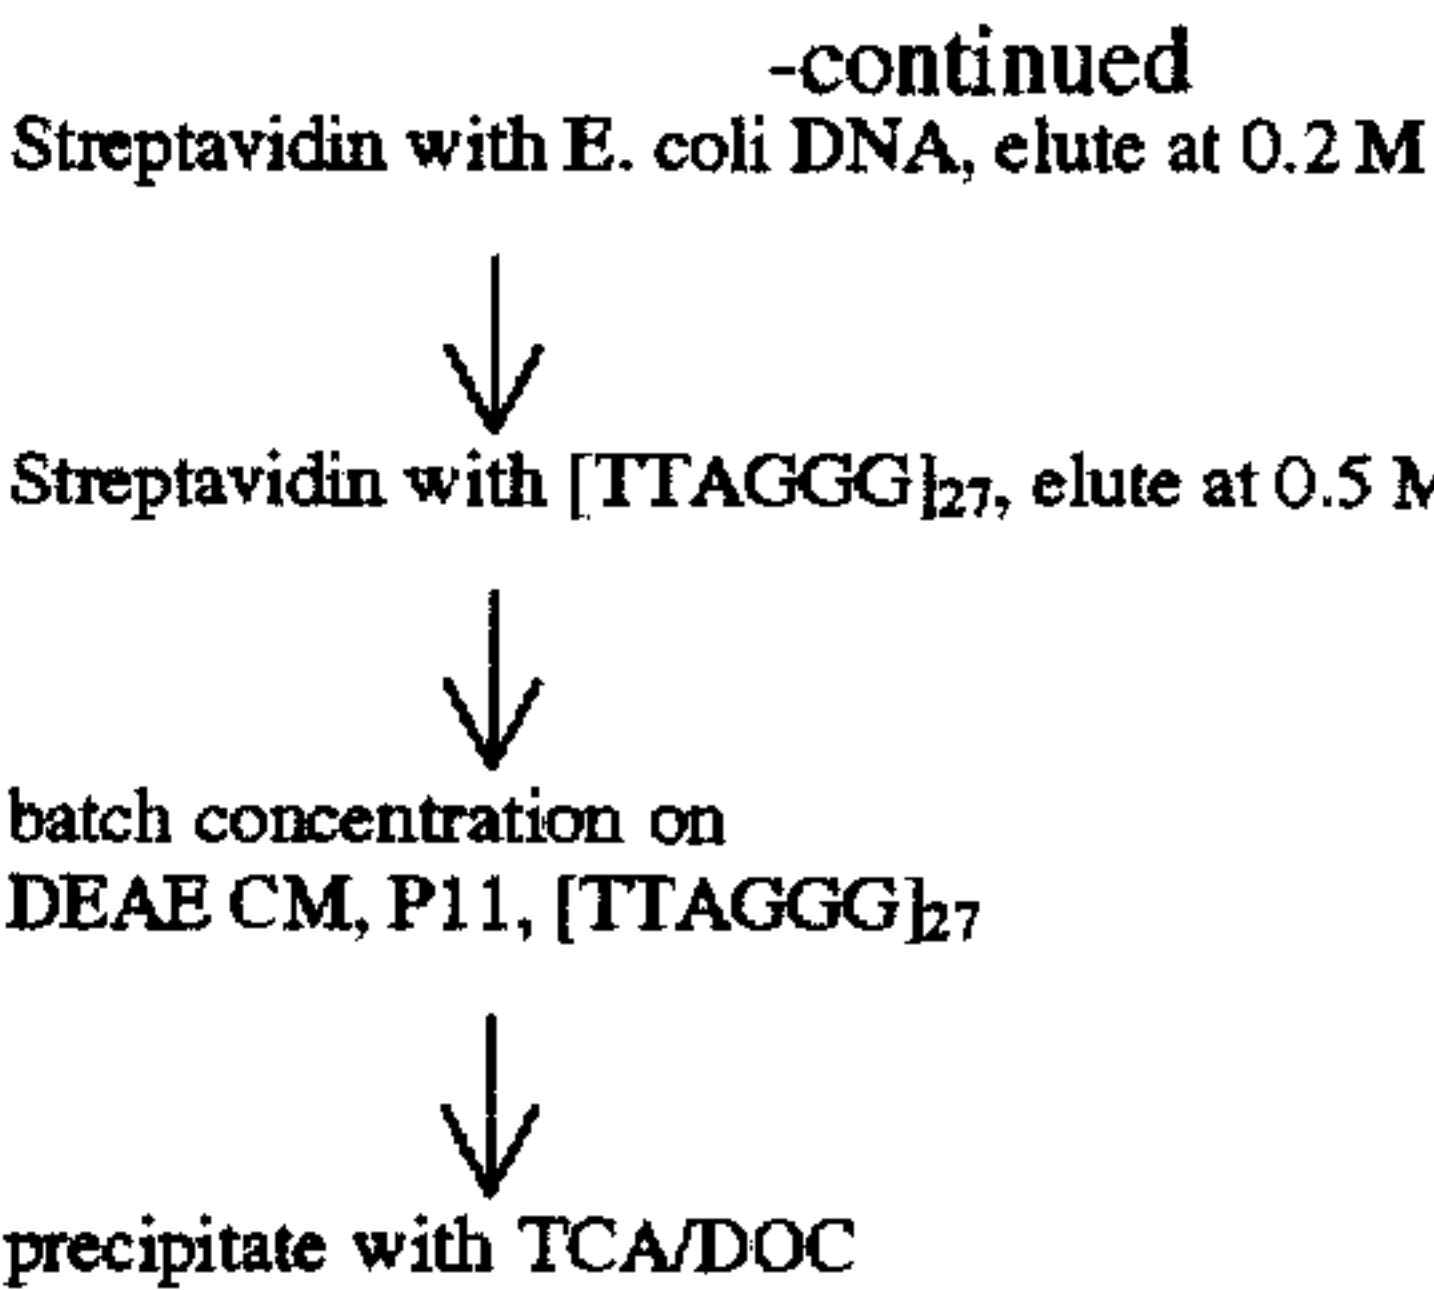 -continued
Streptavidin with E. coli DNA, elute at 0.2 M
Streptavidin with [TTAGGG]27, elute at 0.5 M
batch concentration on
DEAE CM, P11, [TTAGGG]27
precipitate with TCA/DOC